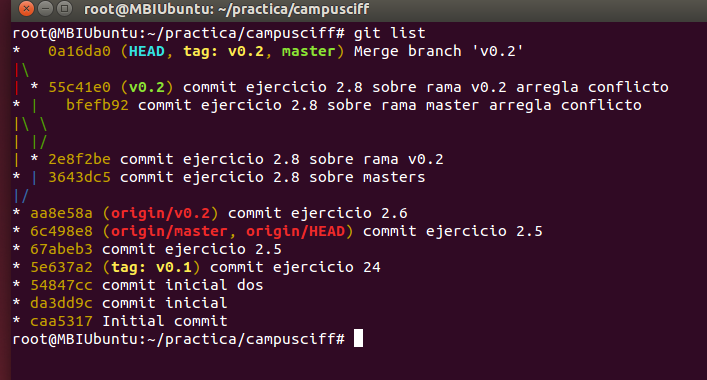 root@MBIUbuntu: ~/practica/campusciff
root@MBIUbuntu:~/practica/campusciff# git list
*   0a16da0 (HEAD, tag: v0.2, master) Merge branch 'v0.2'
|\
| * 55c41e0 (v0.2) commit ejercicio 2.8 sobre rama v0.2 arregla conflicto
* |   bfefb92 commit ejercicio 2.8 sobre rama master arregla conflicto
|\ \
| |/
| * 2e8f2be commit ejercicio 2.8 sobre rama v0.2
* | 3643dc5 commit ejercicio 2.8 sobre masters
|/
* aa8e58a (origin/v0.2) commit ejercicio 2.6
* 6c498e8 (origin/master, origin/HEAD) commit ejercicio 2.5
* 67abeb3 commit ejercicio 2.5
* 5e637a2 (tag: v0.1) commit ejercicio 24
* 54847cc commit inicial dos
* da3dd9c commit inicial
* caa5317 Initial commit
root@MBIUbuntu:~/practica/campusciff#